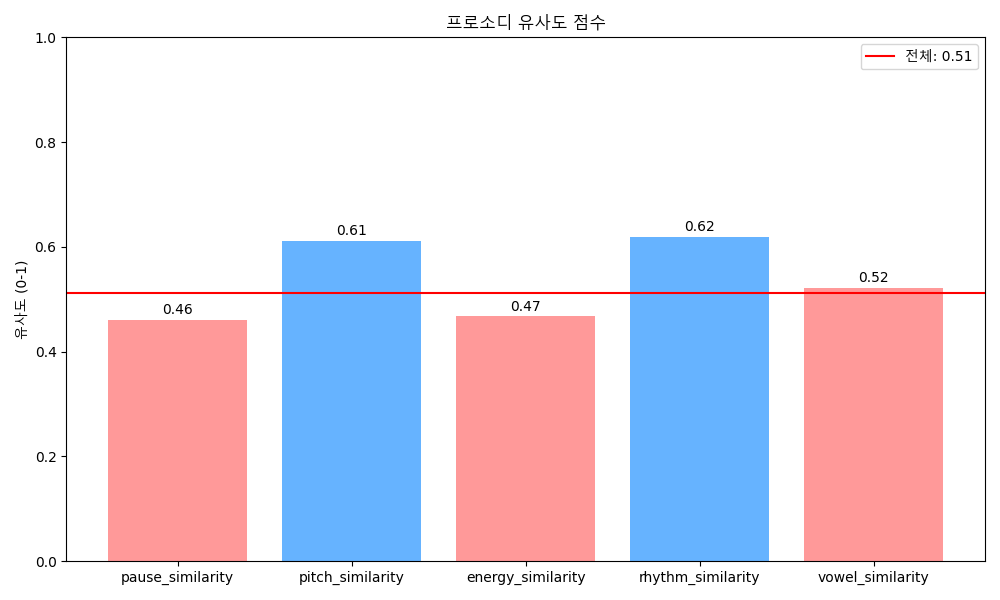 프로소디 유사도 점수
전체: 0.51
유사도 (0-1)
1.0
0.8
0.6
0.4
0.2
0.0
0.46
0.61
0.47
0.62
0.52
pause_similarity
pitch_similarity
energy_similarity
rhythm_similarity
vowel_similarity